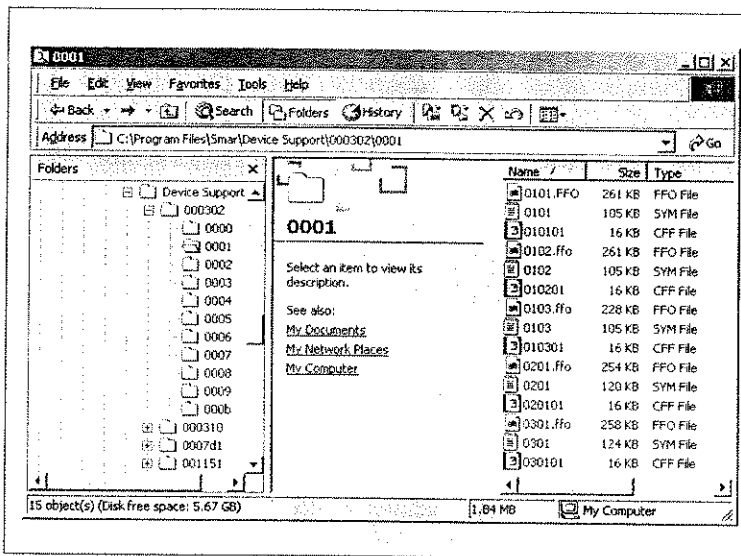 0001
File Edit View Favorites Tools Help
Back Search Folders History
Address C:\Program Files\Smar\Device Support\000302\0001 Go
Folders
Device Support
000302
0000
0001
0002
0003
0004
0005
0006
0007
0008
0009
000b
000310
0007d1
001151
0001
Select an item to view its
description.
See also:
My Documents
My Network Places
My Computer
Name Size Type
0101.FFO 261 KB FFO File
0101 105 KB SYM File
010101 16 KB CFF File
0102.ffo 261 KB FFO File
0102 105 KB SYM File
010201 16 KB CFF File
0103.ffo 228 KB FFO File
0103 105 KB SYM File
010301 16 KB CFF File
0201.ffo 254 KB FFO File
0201 120 KB SYM File
020101 16 KB CFF File
0301.ffo 258 KB FFO File
0301 124 KB SYM File
030101 16 KB CFF File
15 object(s) (Disk free space: 5.67 GB) 1.84 MB My Computer